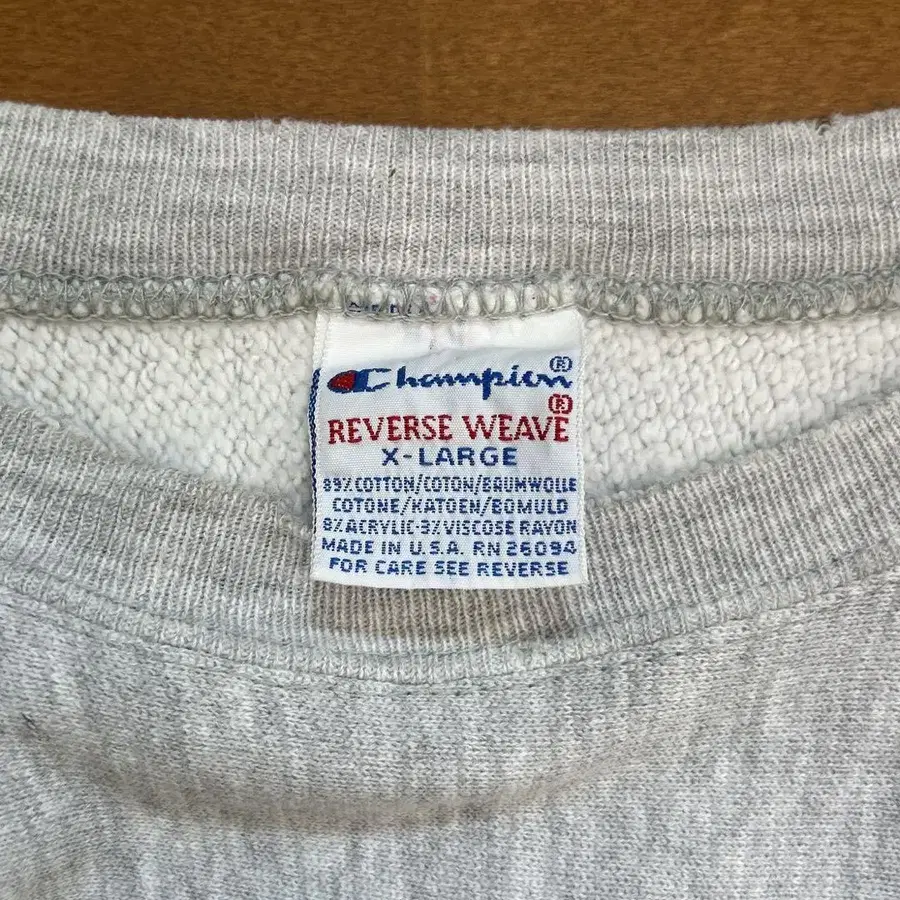 Champion®
®
REVERSE WEAVE
X-LARGE
89% COTTON/COTON/BAUMWOLLE
COTONE/KATOEN/BOMULD
8% ACRYLIC-3% VISCOSE RAYON
MADE IN U.S.A. RN 26094
FOR CARE SEE REVERSE